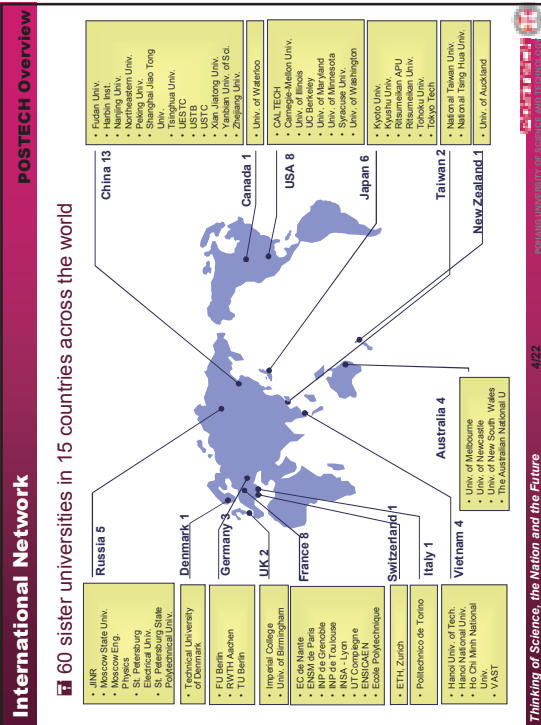 International Network
POSTECH Overview
60 sister universities in 15 countries across the world
Russia 5
• JINR
• Moscow State Univ.
• Moscow Eng.
Physics
• St. Petersburg
Electrical Univ.
• St. Petersburg State
Polytechnical Univ.
Denmark 1
• Technical University
of Denmark
Germany 3
• FU Berlin
• RWTH Aachen
• TU Berlin
UK 2
• Imperial College
• Univ. of Birmingham
France 8
• EC de Nante
• ENSM de Paris
• INP de Grenoble
• INP de Toulouse
• INSA - Lyon
• UT Compiegne
• ENSICAEN
• Ecole Polytechnique
Switzerland 1
• ETH, Zurich
Italy 1
• Politechnico de Torino
Vietnam 4
• Hanoi Univ. of Tech.
• Hanoi National Univ.
• Ho Chi Minh National
Univ.
• VAST
Australia 4
• Univ. of Melbourne
• Univ. of Newcastle
• Univ. of New South Wales
• The Australian National U
China 13
• Fudan Univ.
• Harbin Inst.
• Nanjing Univ.
• Northeastern Univ.
• Peking Univ.
• Shanghai Jiao Tong
Univ.
• Tsinghua Univ.
• UESTC
• USTB
• USTC
• Xian Jiatong Univ.
• Yanbian Univ. of Sci.
• Zhejiang Univ.
Canada 1
• Univ. of Waterloo
USA 8
• CALTECH
• Carnegie-Mellon Univ.
• Univ. of Illinois
• UC Berkeley
• Univ. of Maryland
• Univ. of Minnesota
• Syracuse Univ.
• Univ. of Washington
Japan 6
• Kyoto Univ.
• Kyushu Univ.
• Ritsumeikan APU
• Ritsumeikan Univ.
• Tohoku Univ.
• Tokyo Tech
Taiwan 2
• National Taiwan Univ.
• National Tsing Hua Univ.
New Zealand 1
• Univ. of Auckland
Thinking of Science, the Nation and the Future
4/22
POHANG UNIVERSITY OF SCIENCE AND TECHNOLOGY